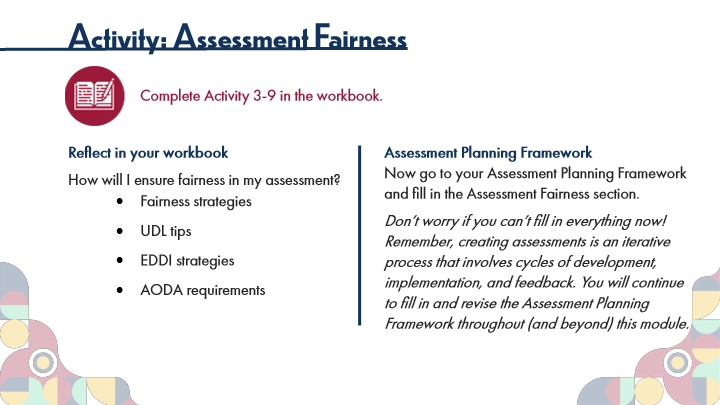 Activity: Assessment Fairness
Complete Activity 3-9 in the workbook.
Reflect in your workbook
How will I ensure fairness in my assessment?
• Fairness strategies
• UDL tips
• EDDI strategies
• AODA requirements
Assessment Planning Framework
Now go to your Assessment Planning Framework
and fill in the Assessment Fairness section.
Don’t worry if you can’t fill in everything now!
Remember, creating assessments is an iterative
process that involves cycles of development,
implementation, and feedback. You will continue
to fill in and revise the Assessment Planning
Framework throughout (and beyond) this module.